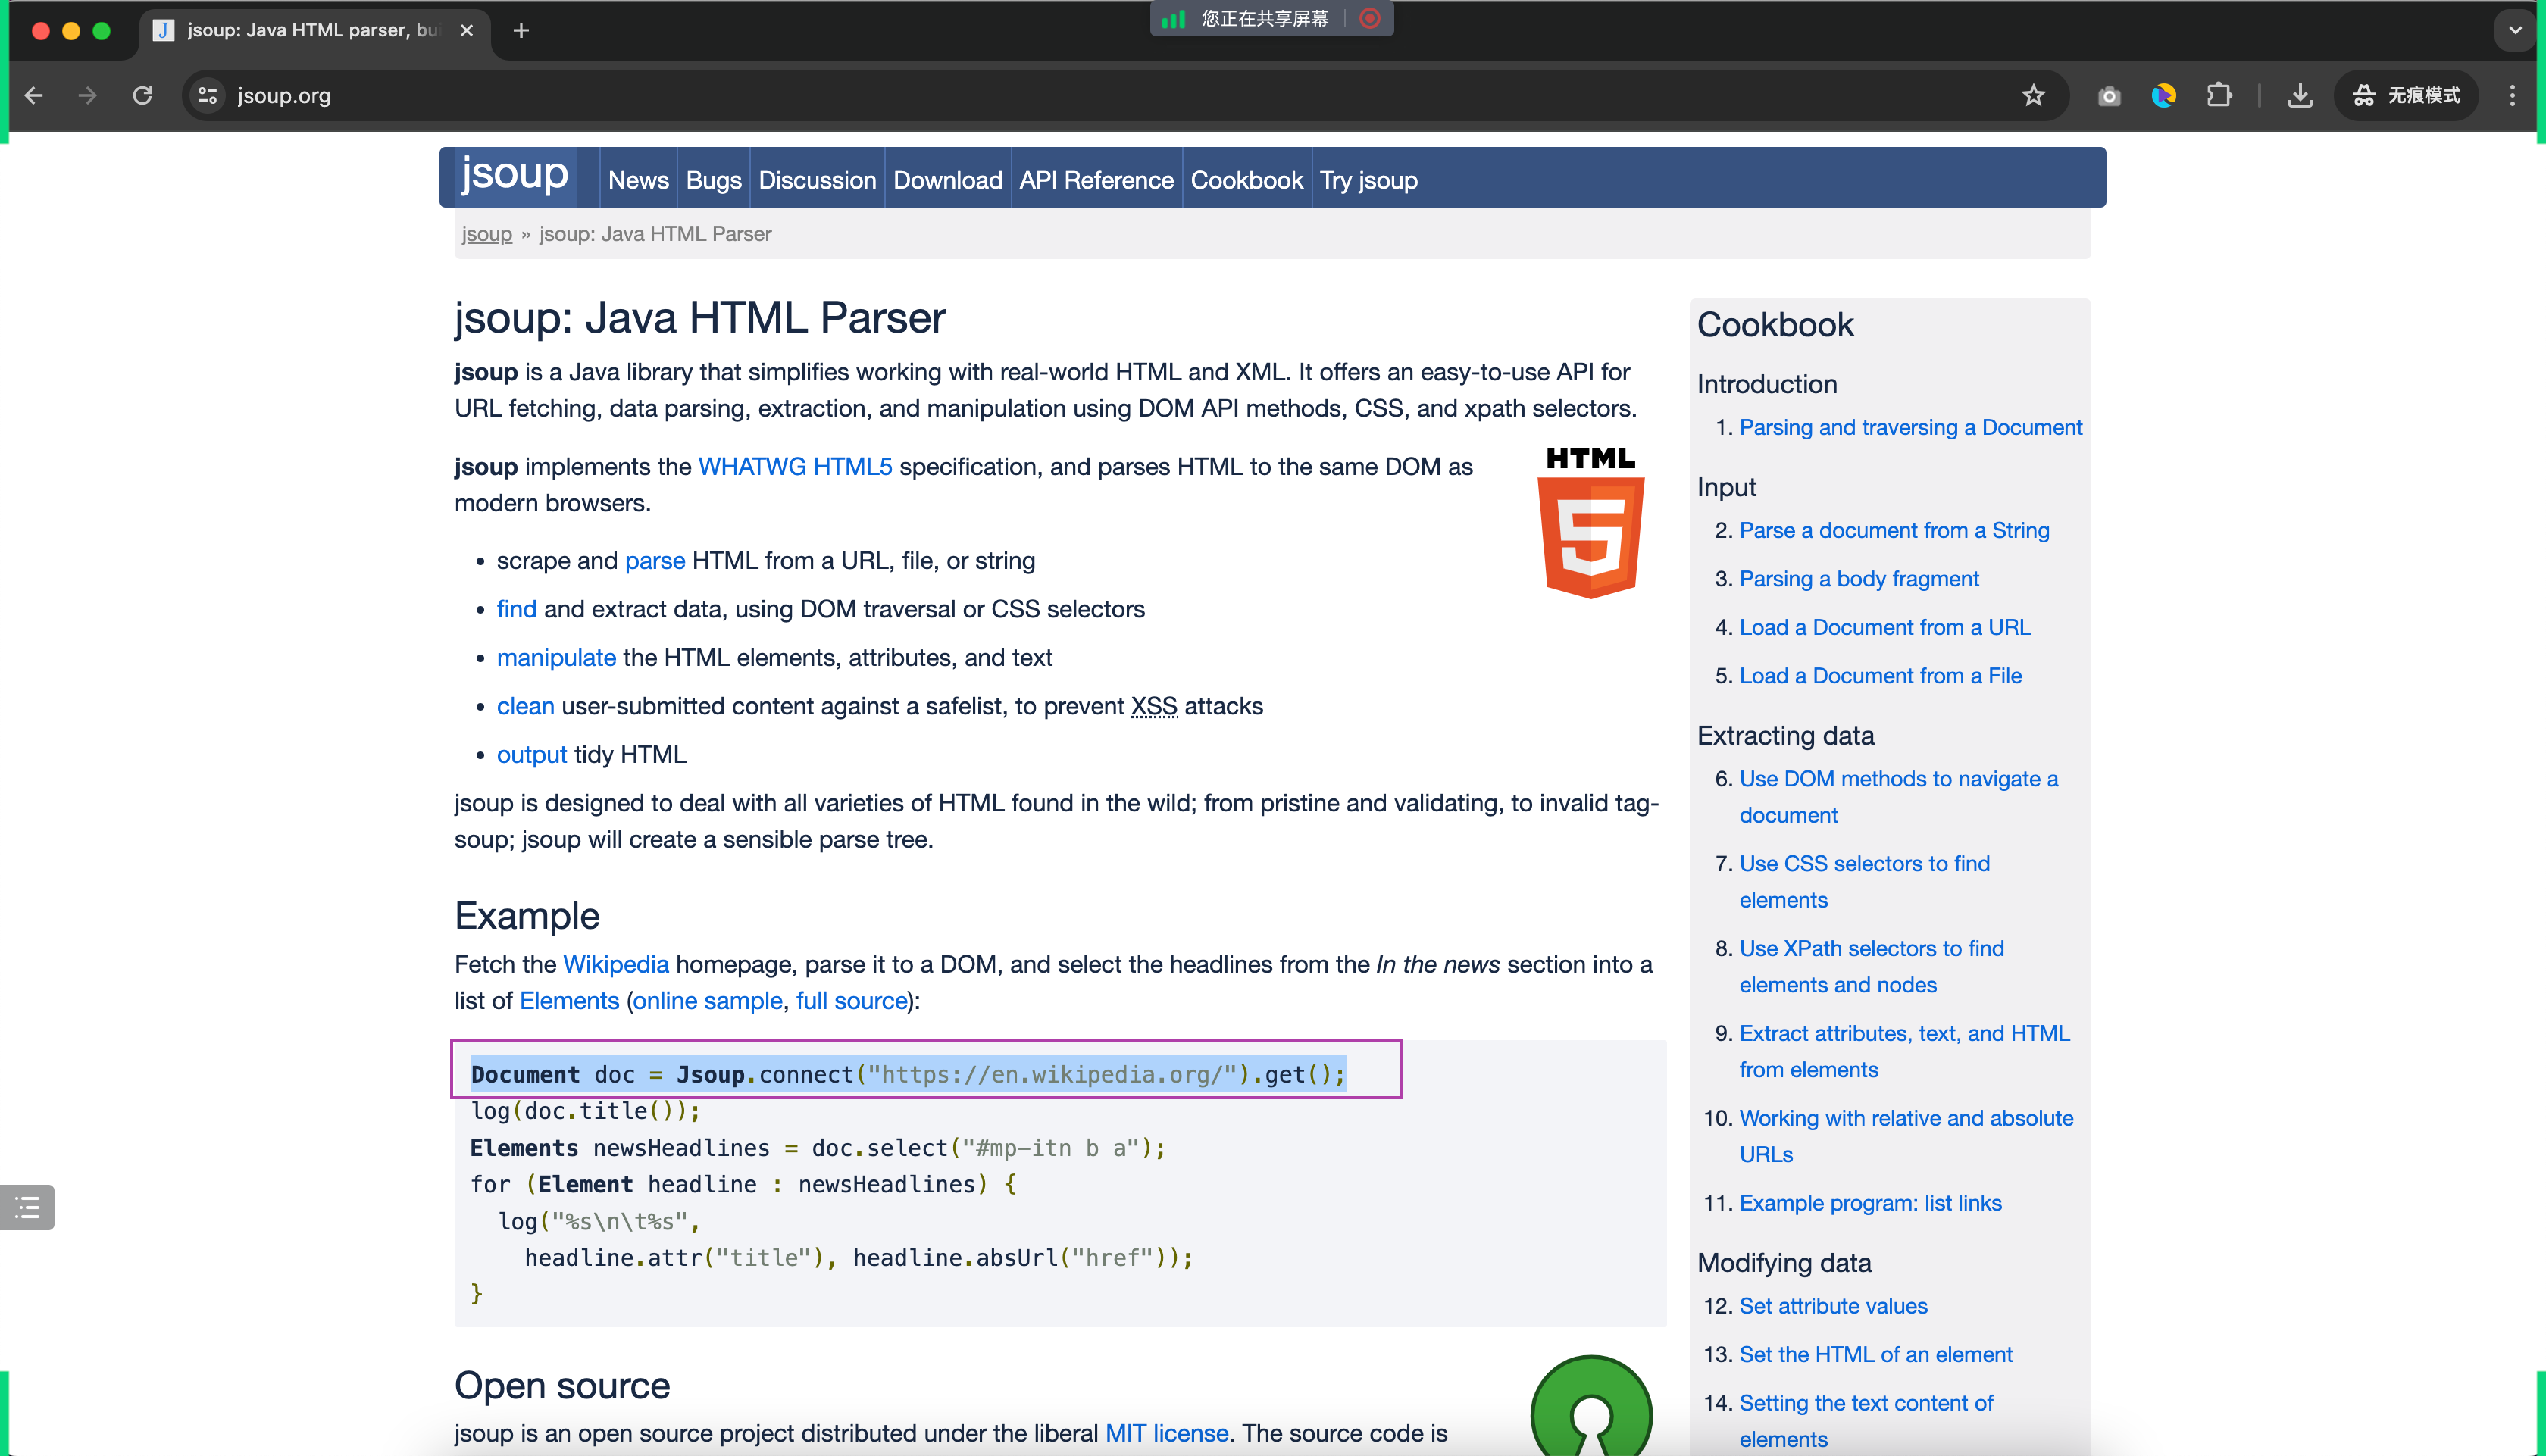 jsoup: Java HTML parser, bui
您正在共享屏幕
jsoup.org
无痕模式
jsoup
News
Bugs
Discussion
Download
API Reference
Cookbook
Try jsoup
jsoup » jsoup: Java HTML Parser
jsoup: Java HTML Parser
jsoup is a Java library that simplifies working with real-world HTML and XML. It offers an easy-to-use API for
URL fetching, data parsing, extraction, and manipulation using DOM API methods, CSS, and xpath selectors.
HTML
5
jsoup implements the WHATWG HTML5 specification, and parses HTML to the same DOM as
modern browsers.
• scrape and parse HTML from a URL, file, or string
• find and extract data, using DOM traversal or CSS selectors
• manipulate the HTML elements, attributes, and text
• clean user-submitted content against a safelist, to prevent XSS attacks
• output tidy HTML
jsoup is designed to deal with all varieties of HTML found in the wild; from pristine and validating, to invalid tag-
soup; jsoup will create a sensible parse tree.
Example
Fetch the Wikipedia homepage, parse it to a DOM, and select the headlines from the In the news section into a
list of Elements (online sample, full source):
Document doc = Jsoup.connect("https://en.wikipedia.org/").get();
log(doc.title());
Elements newsHeadlines = doc.select("#mp-itn b a");
for (Element headline : newsHeadlines) {
  log("%s\n\t%s",
    headline.attr("title"), headline.absUrl("href"));
}
Open source
jsoup is an open source project distributed under the liberal MIT license. The source code is
Cookbook
Introduction
1. Parsing and traversing a Document
Input
2. Parse a document from a String
3. Parsing a body fragment
4. Load a Document from a URL
5. Load a Document from a File
Extracting data
6. Use DOM methods to navigate a
document
7. Use CSS selectors to find
elements
8. Use XPath selectors to find
elements and nodes
9. Extract attributes, text, and HTML
from elements
10. Working with relative and absolute
URLs
11. Example program: list links
Modifying data
12. Set attribute values
13. Set the HTML of an element
14. Setting the text content of
elements